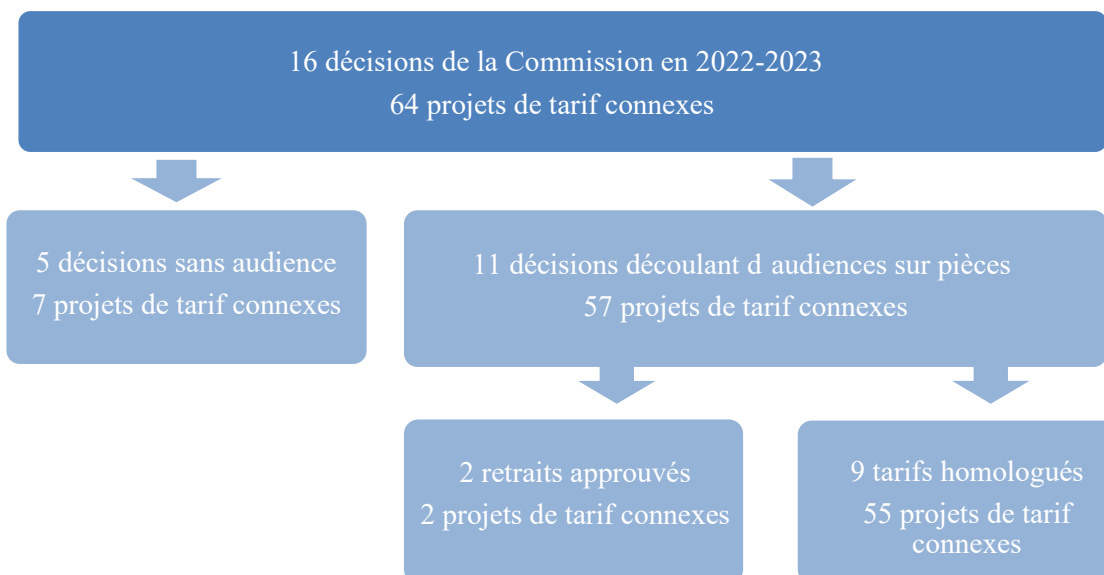 16 décisions de la Commission en 2022-2023
64 projets de tarif connexes
5 décisions sans audience
7 projets de tarif connexes
11 décisions découlant d audiences sur pièces
57 projets de tarif connexes
2 retraits approuvés
2 projets de tarif connexes
9 tarifs homologués
55 projets de tarif
connexes